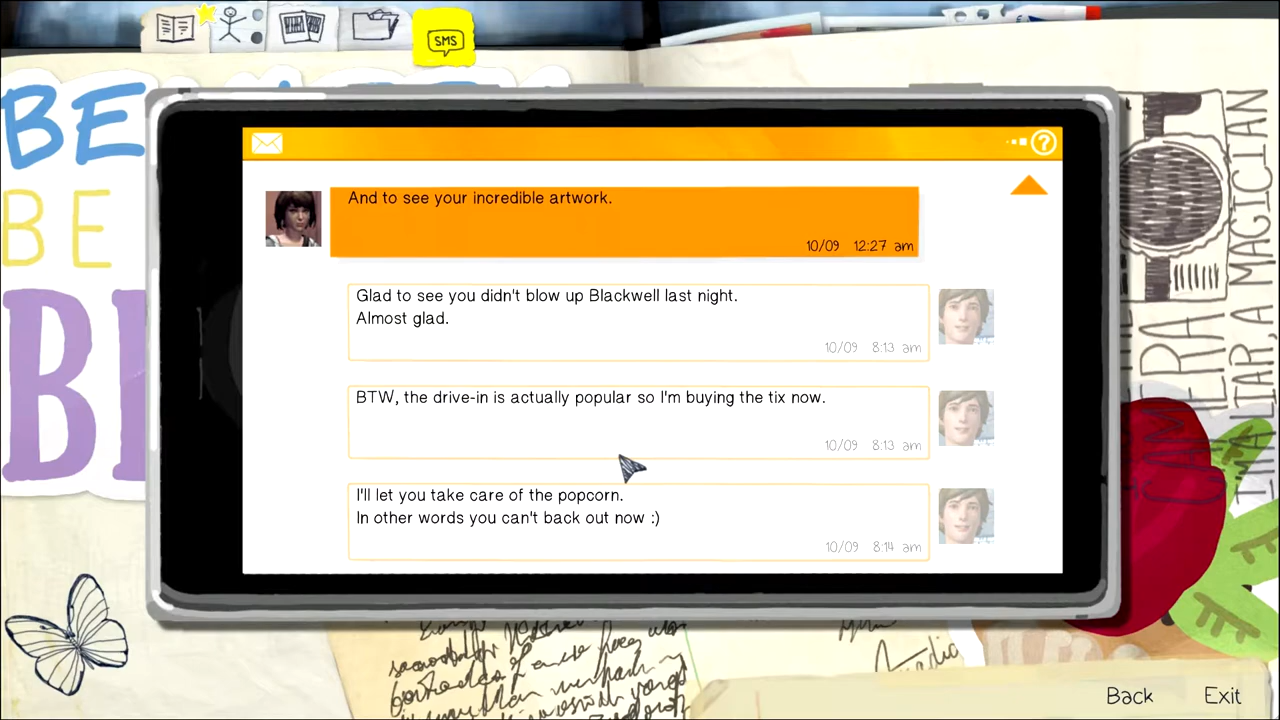 SMS
BE
BE
And to see your incredible artwork.
10/09 12:27 am
Glad to see you didn't blow up Blackwell last night.
Almost glad.
10/09 8:13 am
BTW, the drive-in is actually popular so I'm buying the tix now.
10/09 8:13 am
I'll let you take care of the popcorn.
In other words you can't back out now :)
10/09 8:14 am
CAMERA
MAGICIAN
Back
Exit